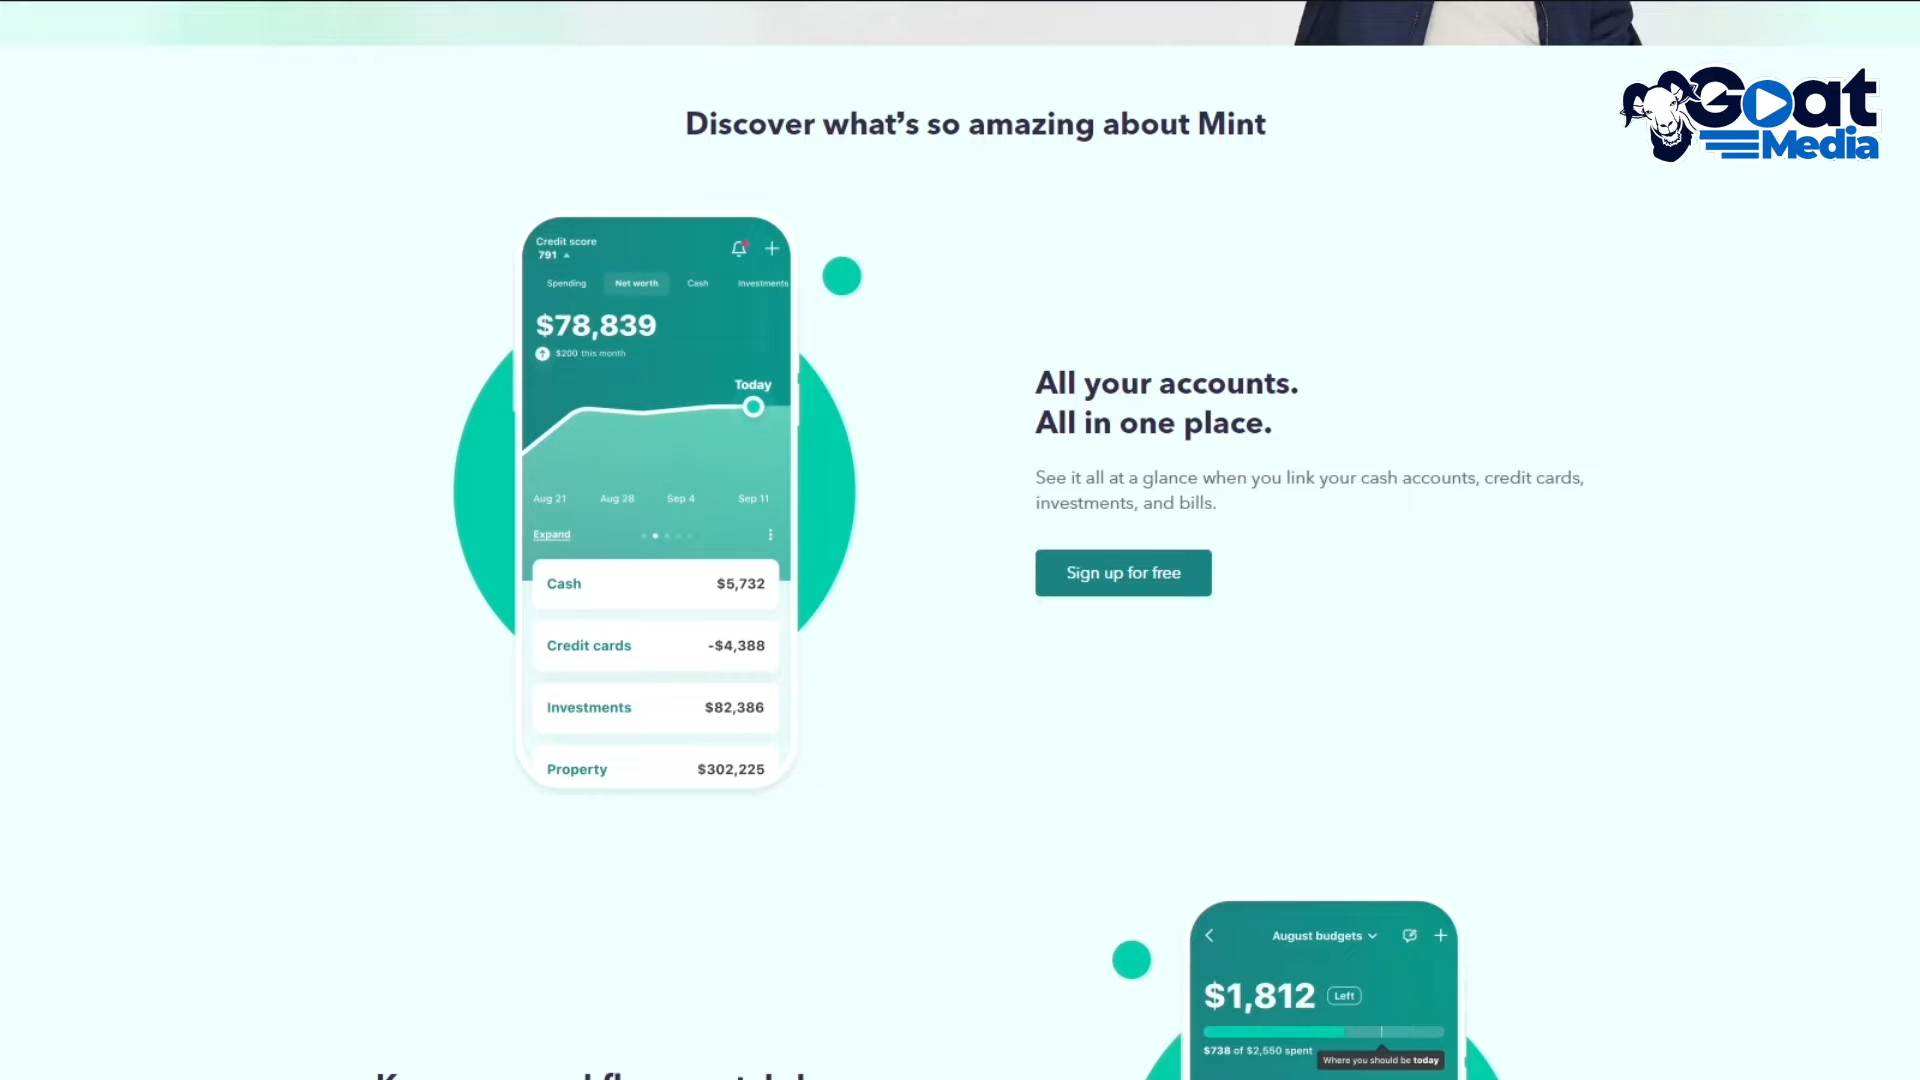 Goat
Media
Discover what's so amazing about Mint
Credit score
791
Spending Net worth Cash Investments
$78,839
$200 this month
Today
Aug 21 Aug 28 Sep 4 Sep 11
Expand
Cash $5,732
Credit cards -$4,388
Investments $82,386
Property $302,225
All your accounts.
All in one place.
See it all at a glance when you link your cash accounts, credit cards,
investments, and bills.
Sign up for free
August budgets
$1,812 Left
$738 of $2,550 spent
Where you should be today